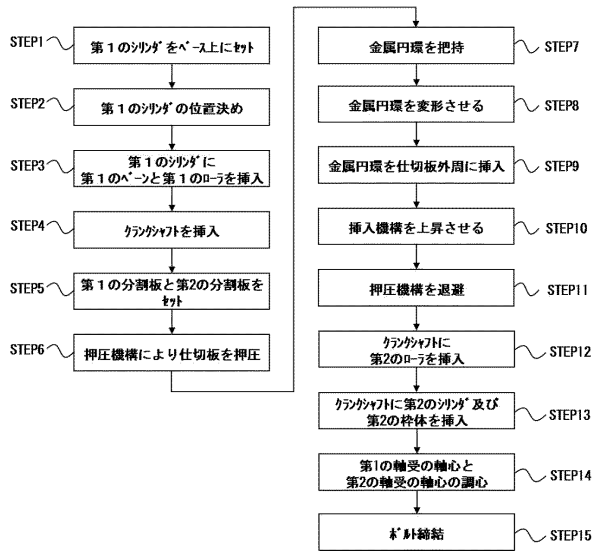 STEP1
第１のｼﾘﾝﾀﾞをﾍﾞｰｽ上にｾｯﾄ
STEP2
第１のｼﾘﾝﾀﾞの位置決め
STEP3
第１のｼﾘﾝﾀﾞに
第１のﾍﾞｰﾝと第１のﾛｰﾗを挿入
STEP4
ｸﾗﾝｸｼｬﾌﾄを挿入
STEP5
第１の分割板と第2の分割板を
ｾｯﾄ
STEP6
押圧機構により仕切板を押圧
金属円環を把持
STEP7
金属円環を変形させる
STEP8
金属円環を仕切板外周に挿入
STEP9
挿入機構を上昇させる
STEP10
押圧機構を退避
STEP11
ｸﾗﾝｸｼｬﾌﾄに
第2のﾛｰﾗを挿入
STEP12
ｸﾗﾝｸｼｬﾌﾄに第2のｼﾘﾝﾀﾞ及び
第2の枠体を挿入
STEP13
第1の軸受の軸心と
第2の軸受の軸心の調心
STEP14
ﾎﾞﾙﾄ締結
STEP15